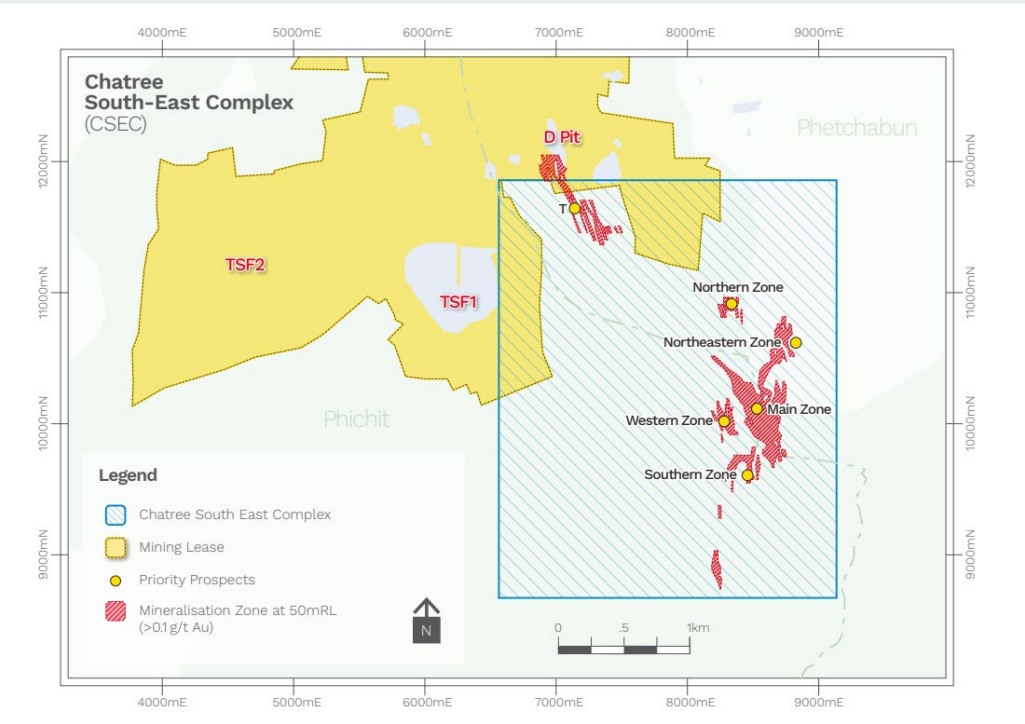 4000mE 5000mE 6000mE 7000mE 8000mE 9000mE
Chatree
South-East Complex
(CSEC)
Phetchabun
D Pit
12000mN 12000mN
T
TSF2
11000mN 11000mN
Northern Zone
TSF1
Northeastern Zone
Main Zone
Phichit
Western Zone
10000mN 10000mN
Southern Zone
Legend
Chatree South East Complex
Mining Lease
9000mN 9000mN
Priority Prospects
Mineralisation Zone at 50mRL
(>0.1 g/t Au)
N
0 .5 1km
4000mE 5000mE 6000mE 7000mE 8000mE 9000mE